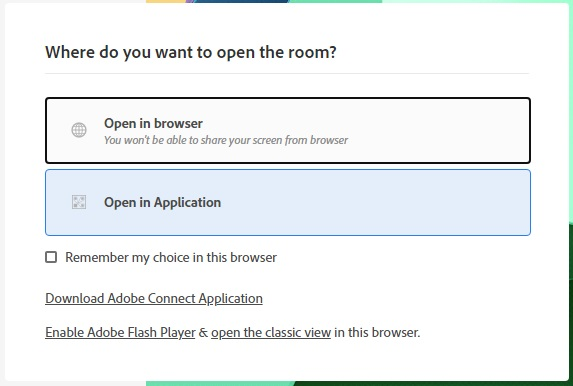 Where do you want to open the room?
Open in browser
You won't be able to share your screen from browser
Open in Application
Remember my choice in this browser
Download Adobe Connect Application
Enable Adobe Flash Player & open the classic view in this browser.